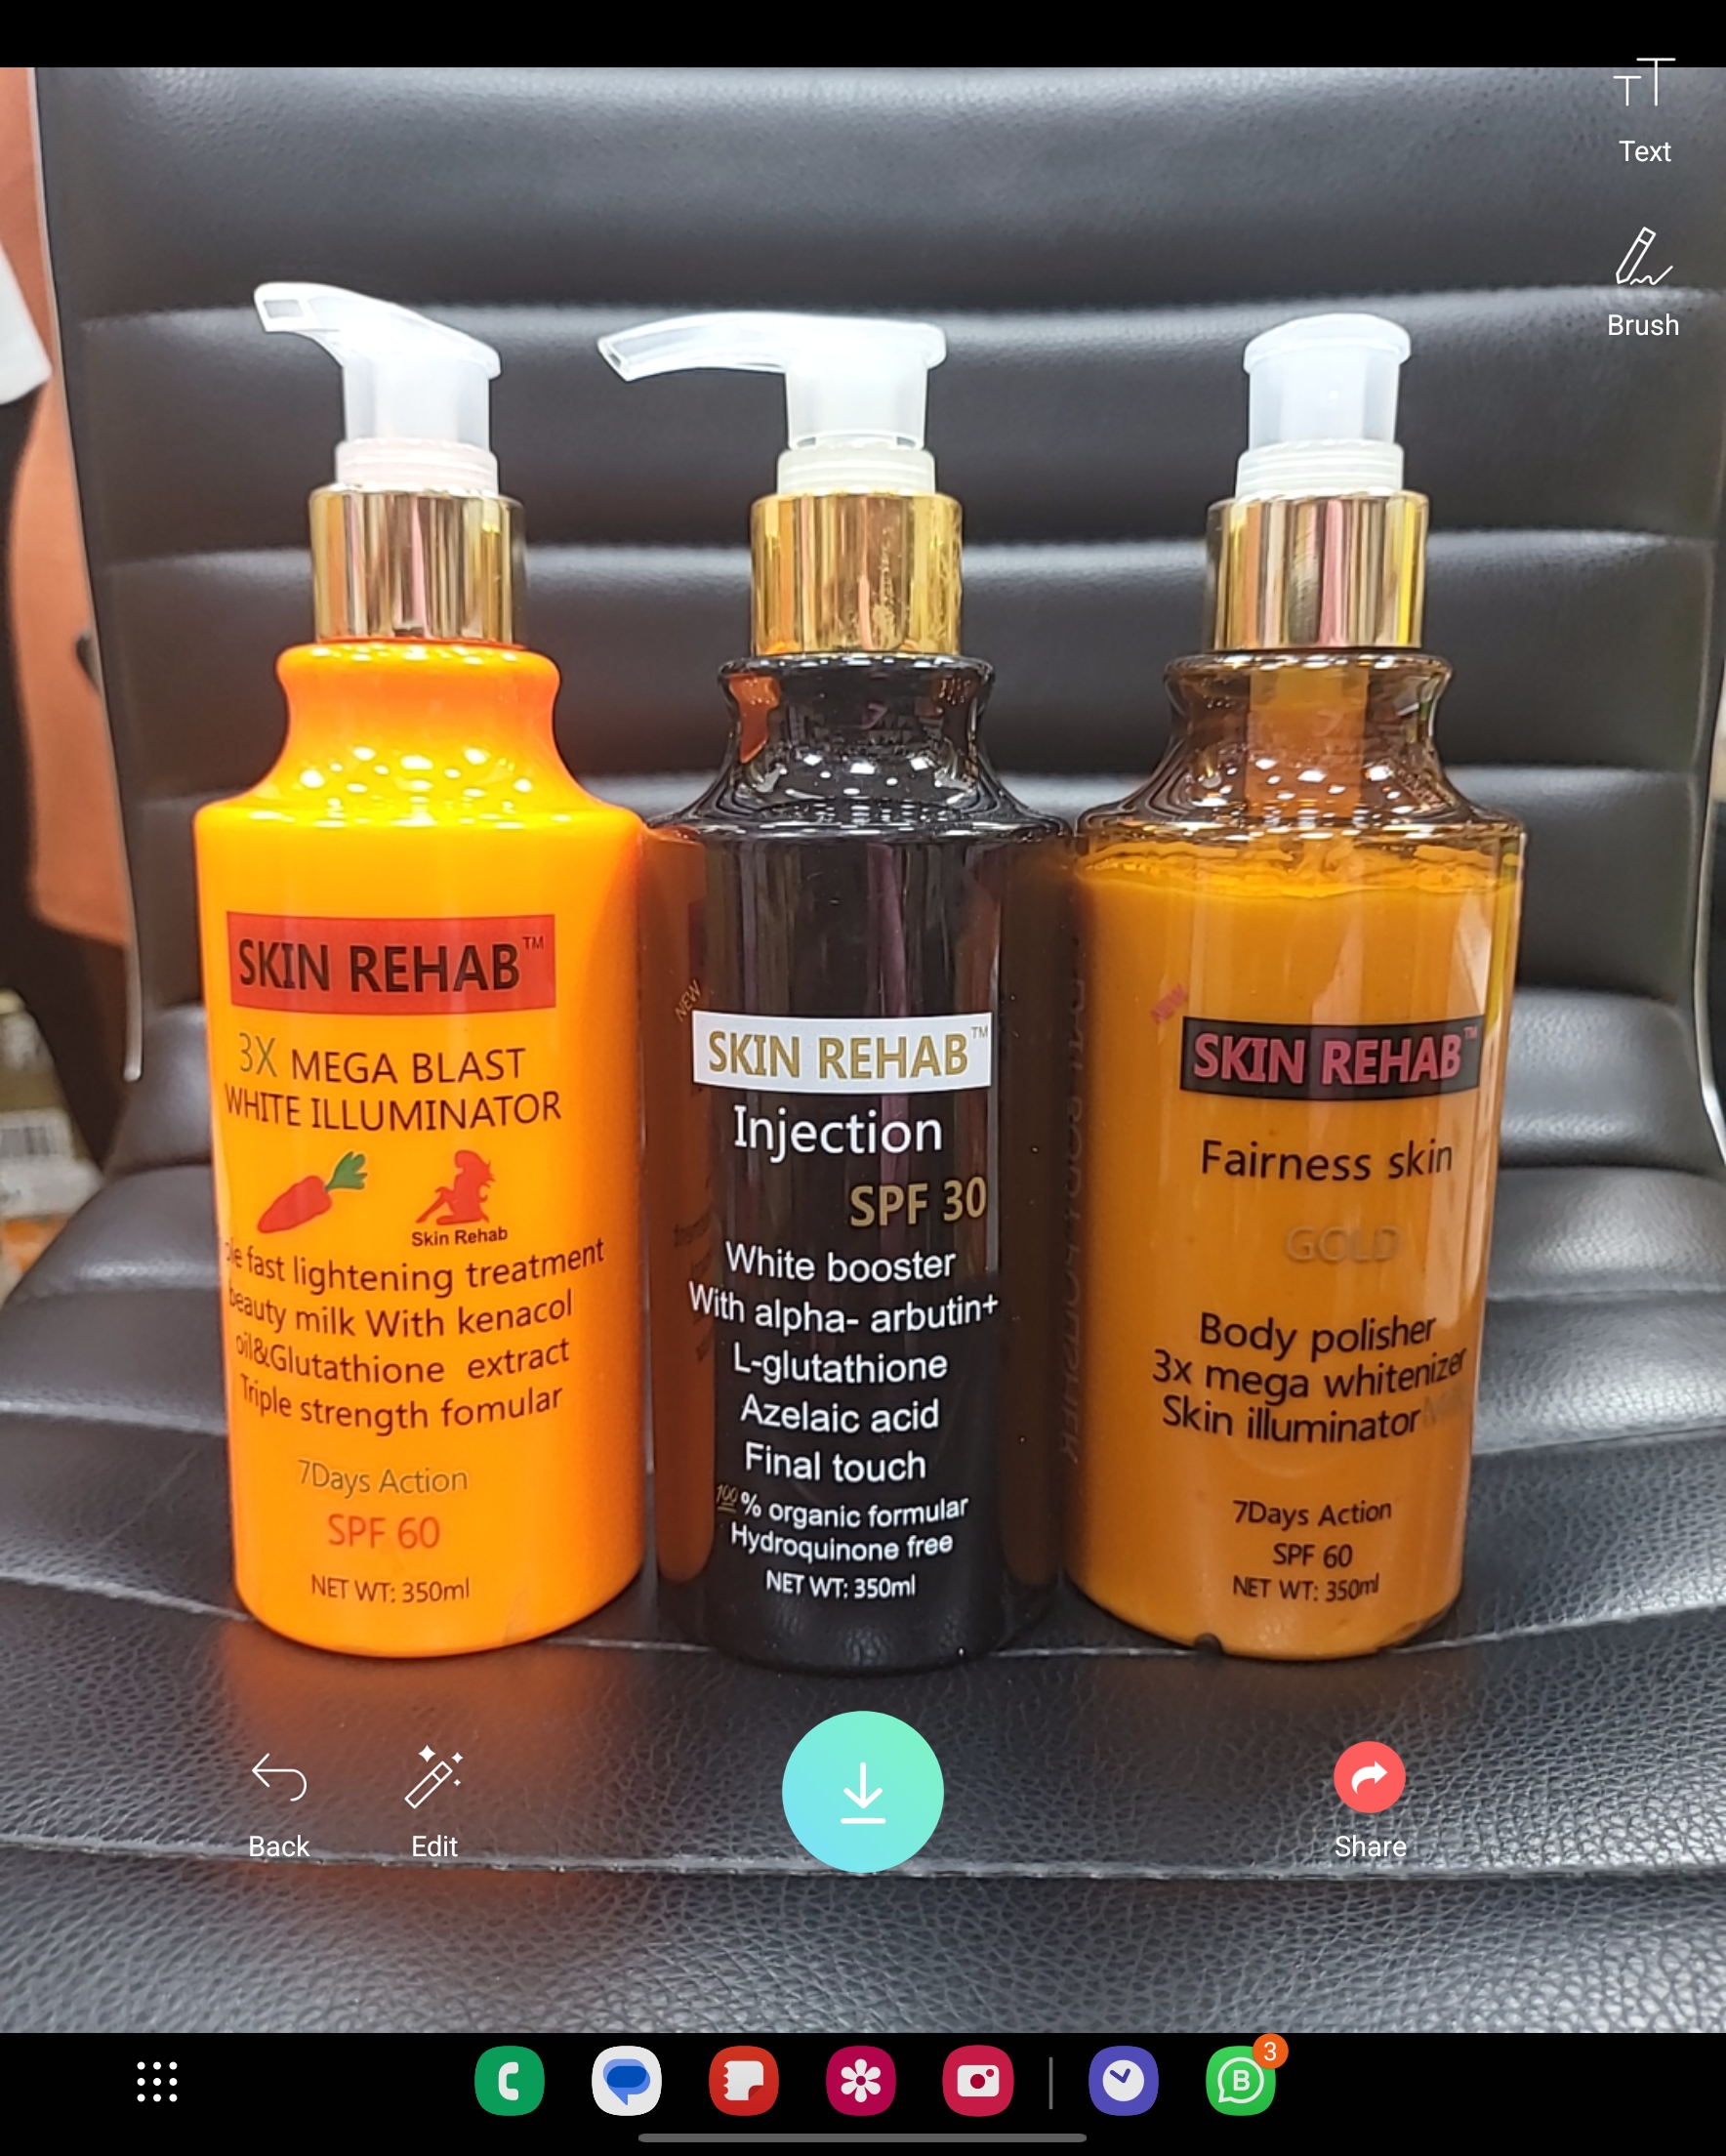 Text
Brush
SKIN REHAB™
3X MEGA BLAST
WHITE ILLUMINATOR
Skin Rehab
fast lightening treatment
beauty milk With kenacol
oil&Glutathione extract
Triple strength fomular
7Days Action
SPF 60
NET WT: 350ml
NEW
SKIN REHAB™
Injection
SPF 30
White booster
With alpha- arbutin+
L-glutathione
Azelaic acid
Final touch
100% organic formular
Hydroquinone free
NET WT: 350ml
NEW
SKIN REHAB™
Fairness skin
GOLD
Body polisher
3x mega whitenizer
Skin illuminator
7Days Action
SPF 60
NET WT: 350ml
Back
Edit
Share
3
B